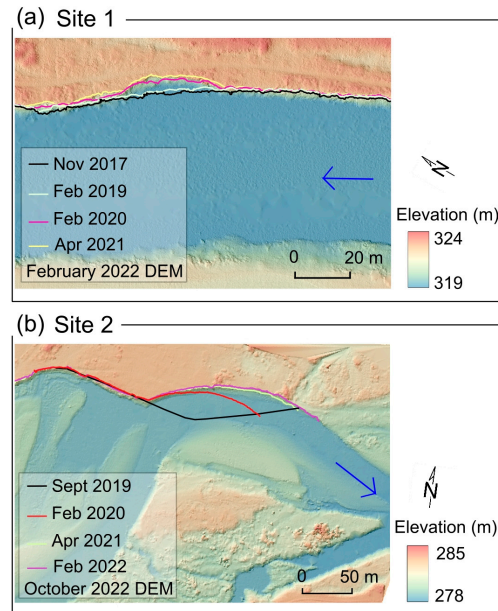 (a) Site 1
Nov 2017
Feb 2019
Feb 2020
Apr 2021
February 2022 DEM
0 20 m
N
Elevation (m)
324
319
(b) Site 2
Sept 2019
Feb 2020
Apr 2021
Feb 2022
October 2022 DEM
0 50 m
N
Elevation (m)
285
278